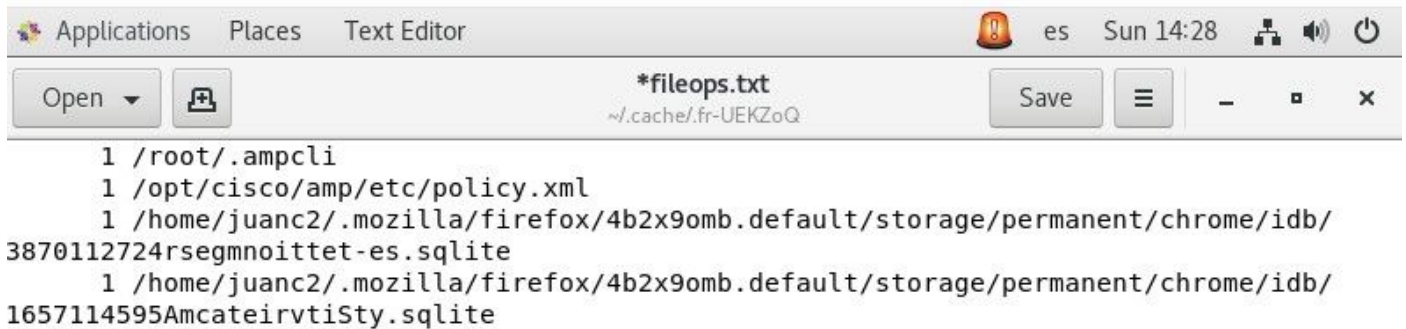 Applications Places Text Editor es Sun 14:28
Open *fileops.txt Save
~/.cache/.fr-UEKZoQ
1 /root/.ampcli
1 /opt/cisco/amp/etc/policy.xml
1 /home/juanc2/.mozilla/firefox/4b2x9omb.default/storage/permanent/chrome/idb/
3870112724rsegmnoittet-es.sqlite
1 /home/juanc2/.mozilla/firefox/4b2x9omb.default/storage/permanent/chrome/idb/
1657114595AmcateirvtiSty.sqlite